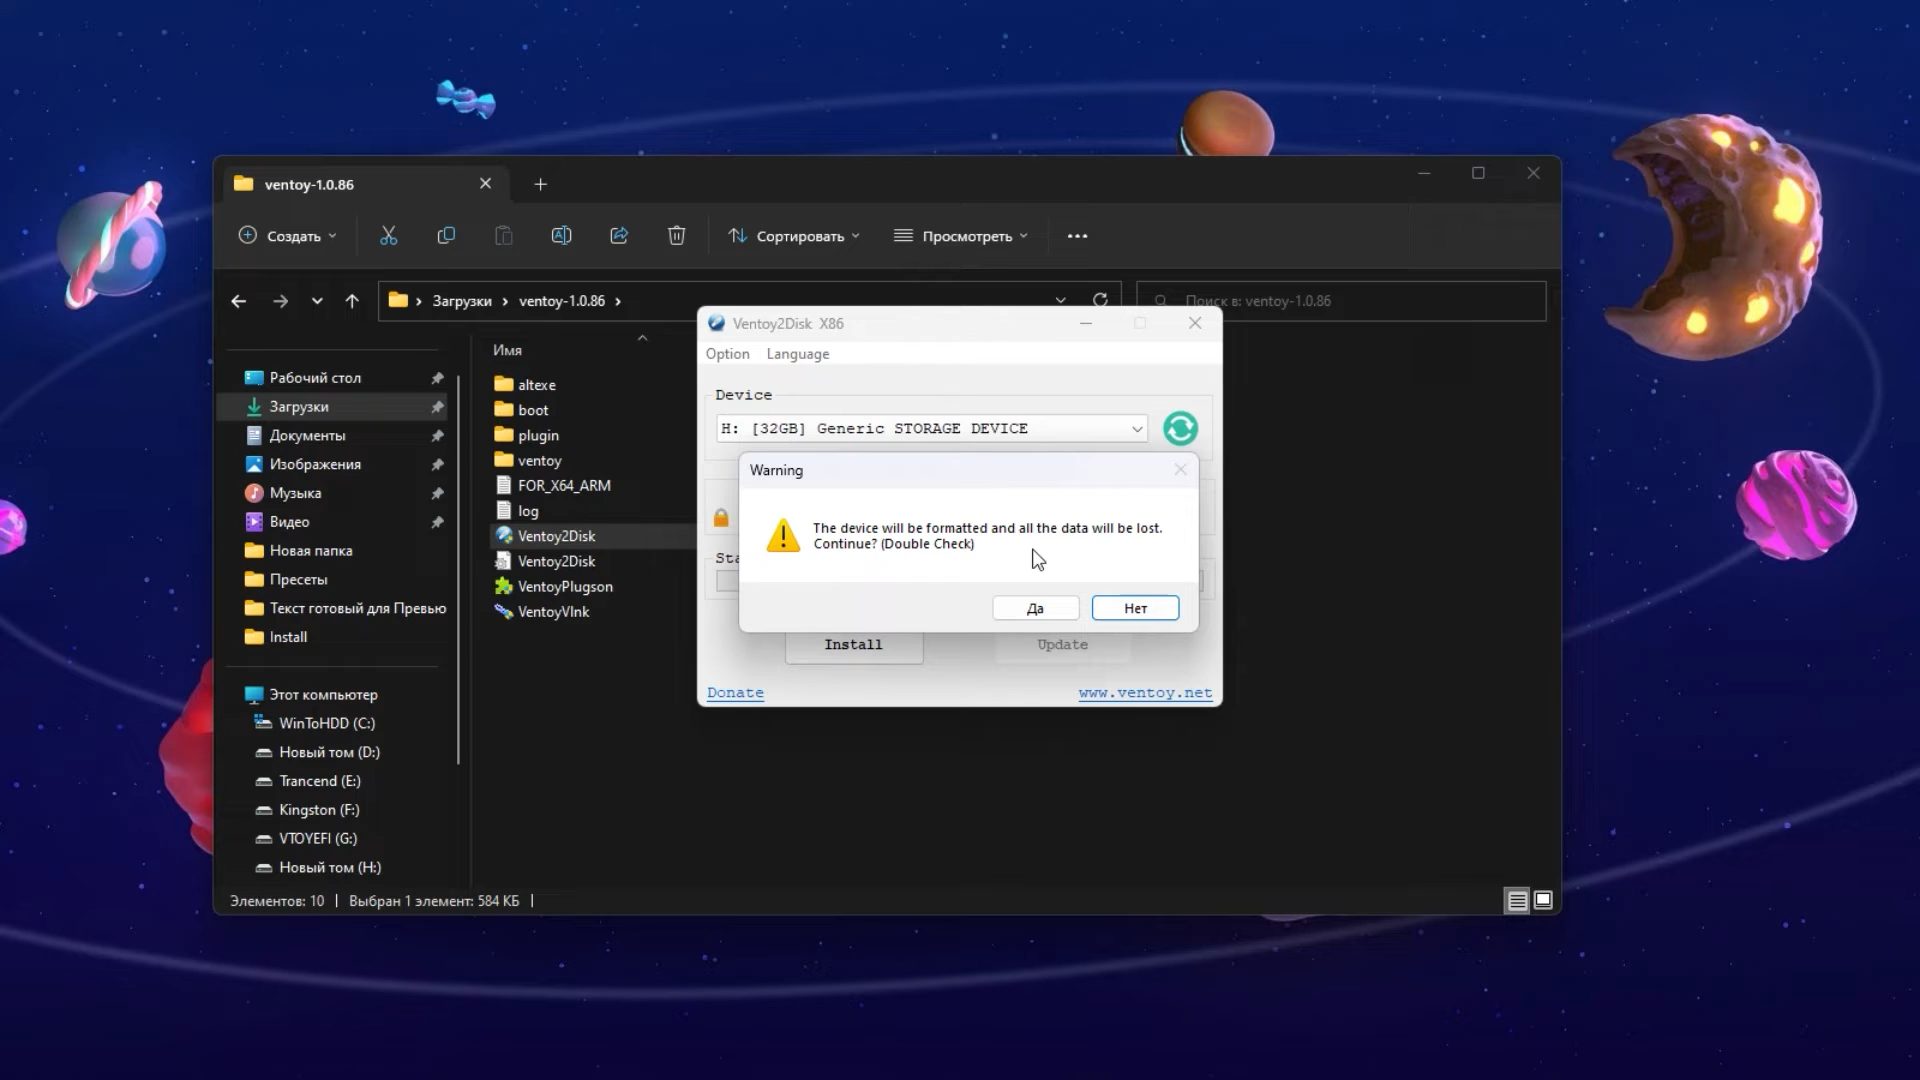 ventoy-1.0.86
Создать
Сортировать
Просмотреть
Загрузки
ventoy-1.0.86
Поиск в: ventoy-1.0.86
Рабочий стол
Загрузки
Документы
Изображения
Музыка
Видео
Новая папка
Пресеты
Текст готовый для Превью
Install
Этот компьютер
WinToHDD (C:)
Новый том (D:)
Trancend (E:)
Kingston (F:)
VTOYEFI (G:)
Новый том (H:)
Имя
altexe
boot
plugin
ventoy
FOR_X64_ARM
log
Ventoy2Disk
Ventoy2Disk
VentoyPlugson
VentoyVlnk
Ventoy2Disk X86
Option Language
Device
H: [32GB] Generic STORAGE DEVICE
Warning
The device will be formatted and all the data will be lost.
Continue? (Double Check)
Да Нет
Sta
Install Update
Donate www.ventoy.net
Элементов: 10 | Выбран 1 элемент: 584 КБ |